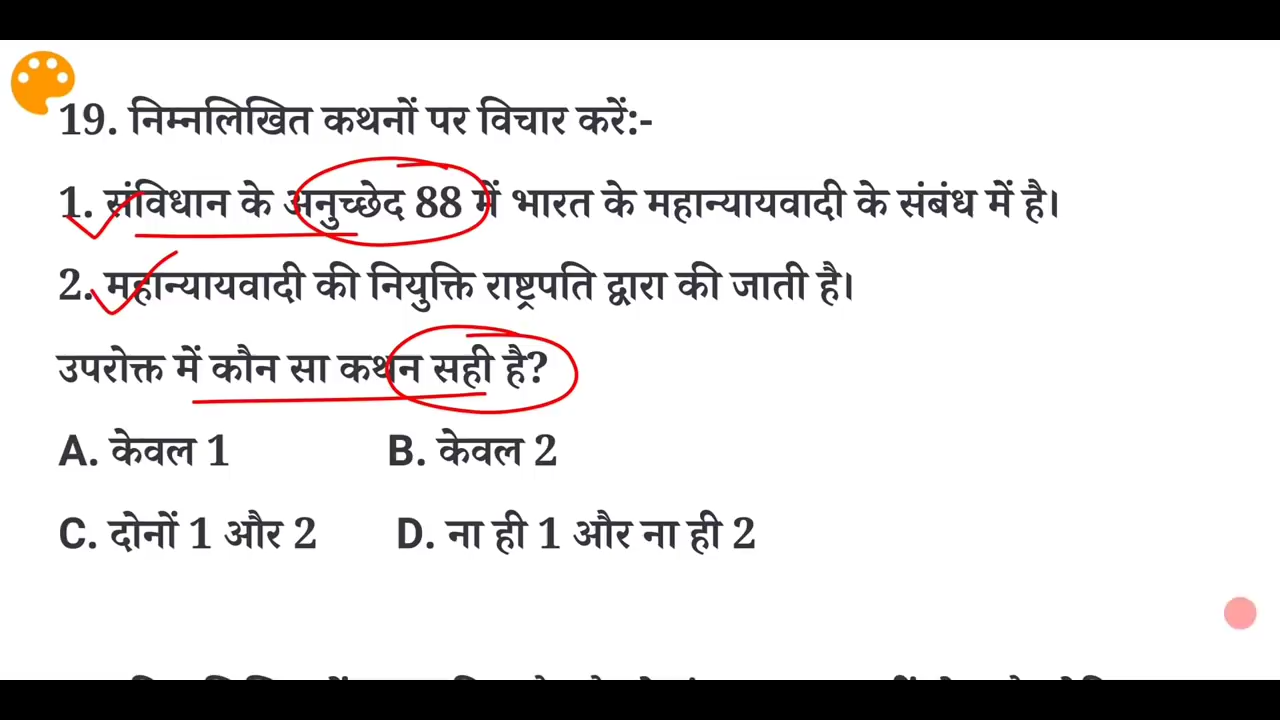 19. निम्नलिखित कथनों पर विचार करें:-
1. संविधान के अनुच्छेद 88 में भारत के महान्यायवादी के संबंध में है।
2. महान्यायवादी की नियुक्ति राष्ट्रपति द्वारा की जाती है।
उपरोक्त में कौन सा कथन सही है?
A. केवल 1 B. केवल 2
C. दोनों 1 और 2 D. ना ही 1 और ना ही 2